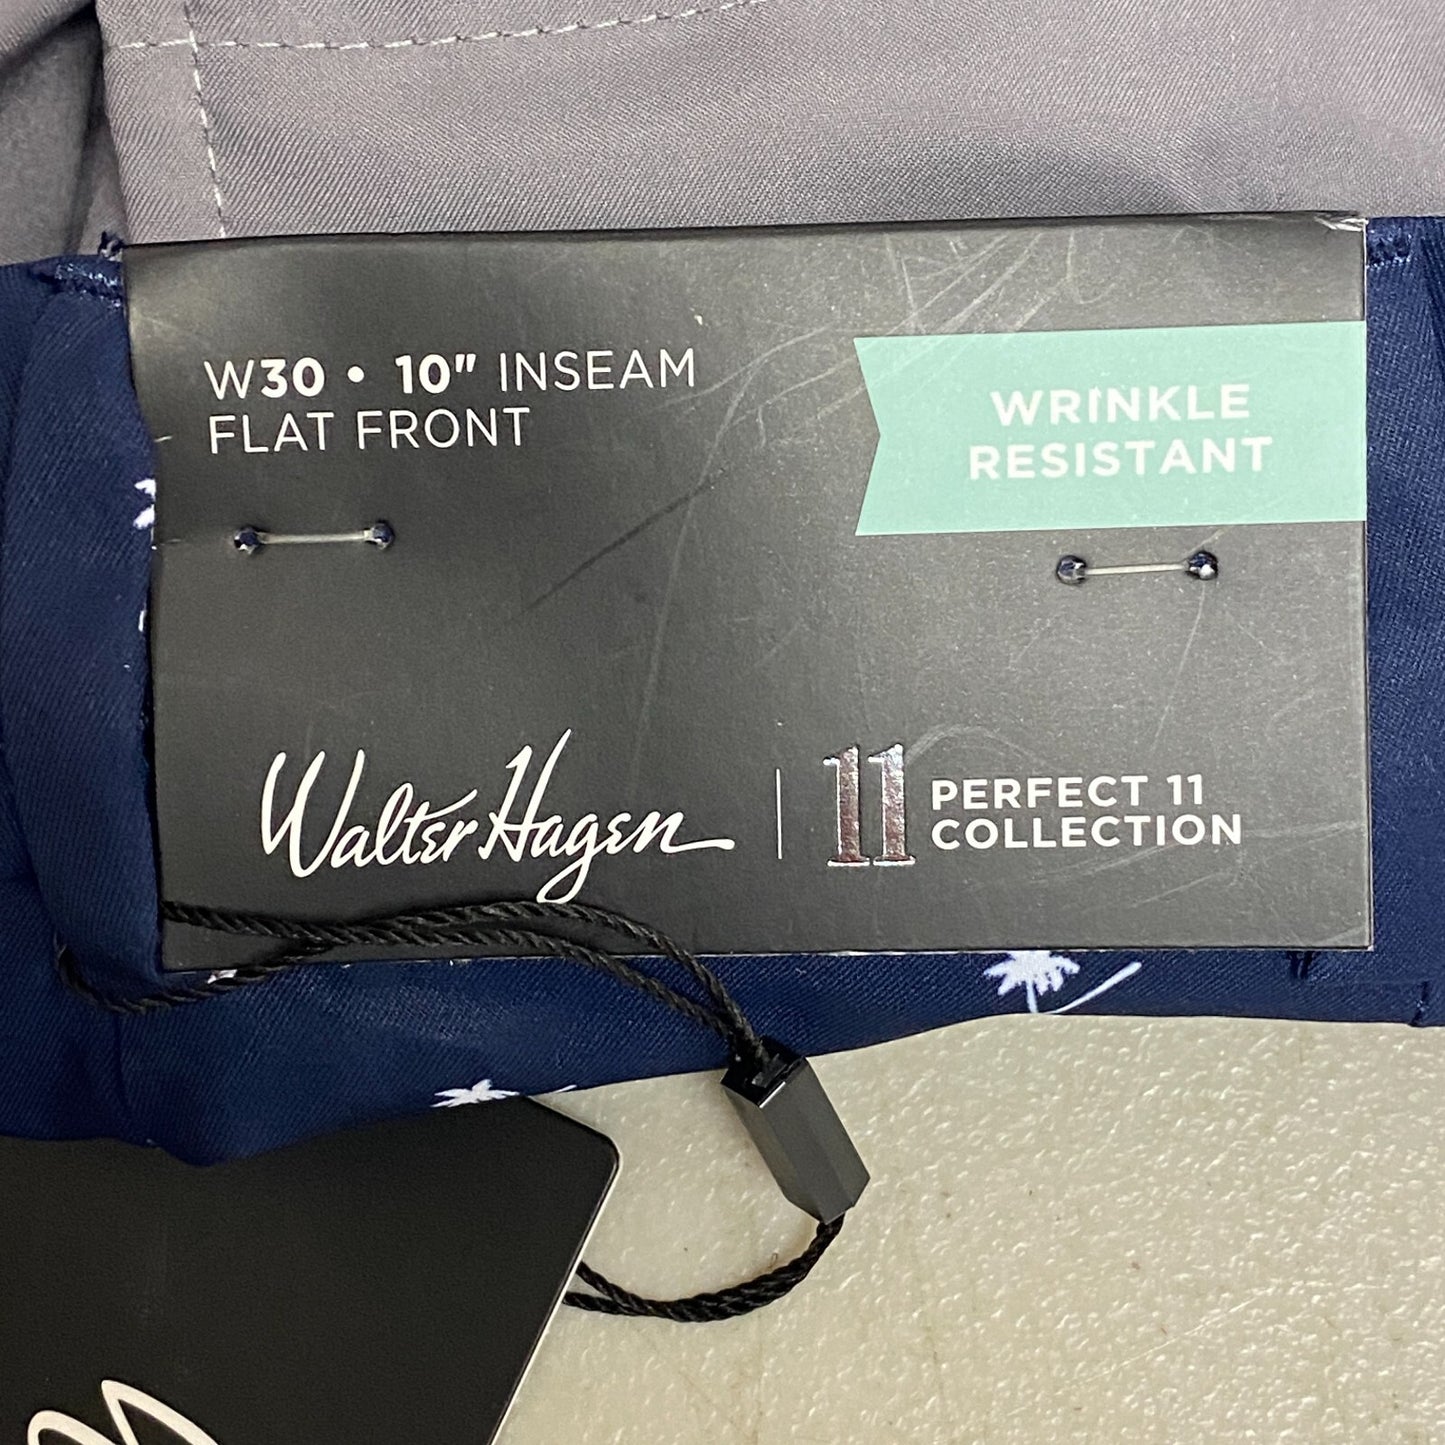 W30 • 10" INSEAM
FLAT FRONT
WRINKLE
RESISTANT
Walter Hagen
11
PERFECT 11
COLLECTION